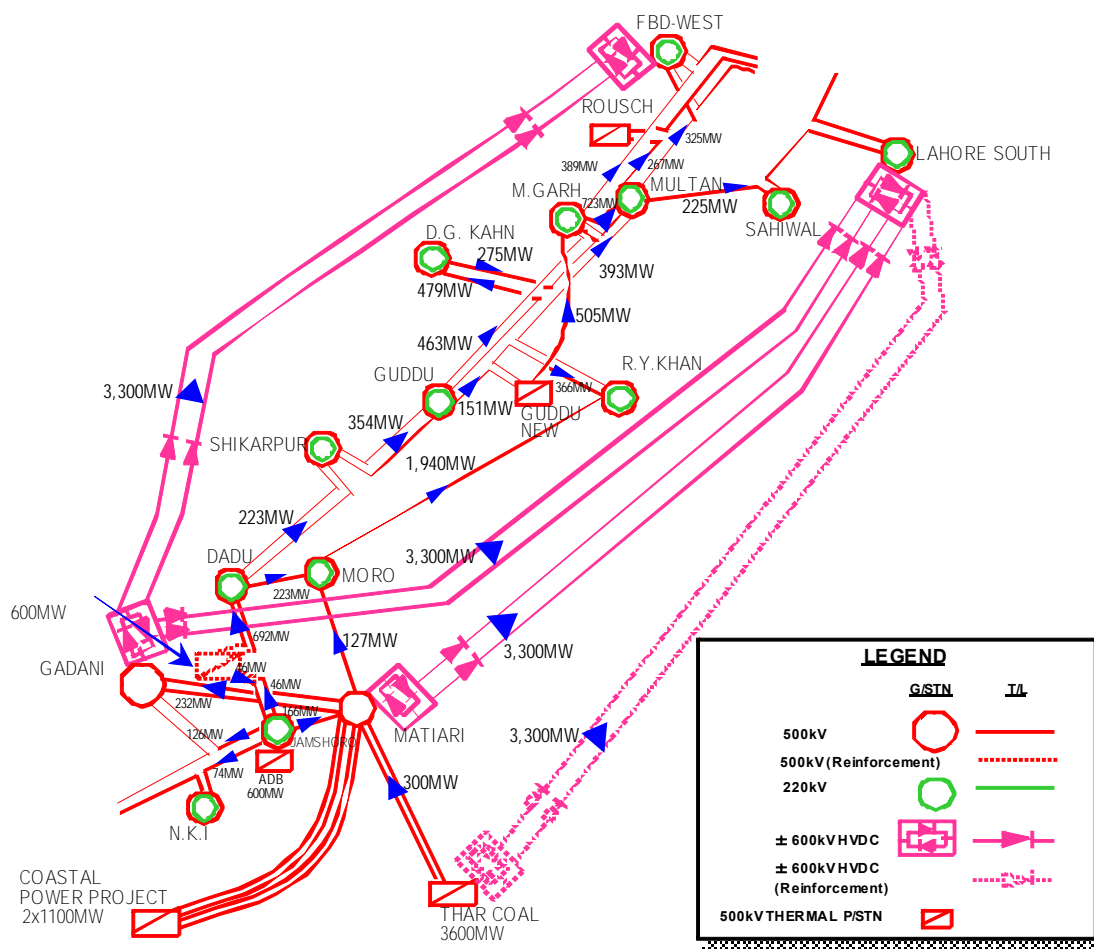 FBD-WEST
ROUSCH
325MW
LAHORE SOUTH
389MW
267MW
M.GARH
MULTAN
723MW
225MW
SAHIWAL
D.G. KAHN
275MW
393MW
479MW
505MW
463MW
R.Y.KHAN
3,300MW
GUDDU
366MW
151MW
GUDDU
NEW
354MW
SHIKARPUR
1,940MW
223MW
3,300MW
DADU
MORO
223MW
600MW
692MW
127MW
3,300MW
GADANI
46MW
46MW
232MW
166MW
MATIARI
126MW
JAMSHORO
3,300MW
74MW
ADB
600MW
300MW
N.K.I
COASTAL
POWER PROJECT
2x1100MW
THAR COAL
3600MW
LEGEND
G/STN T/L
500kV
500kV (Reinforcement)
220kV
± 600kV HVDC
± 600kV HVDC
(Reinforcement)
500kV THERMAL P/STN